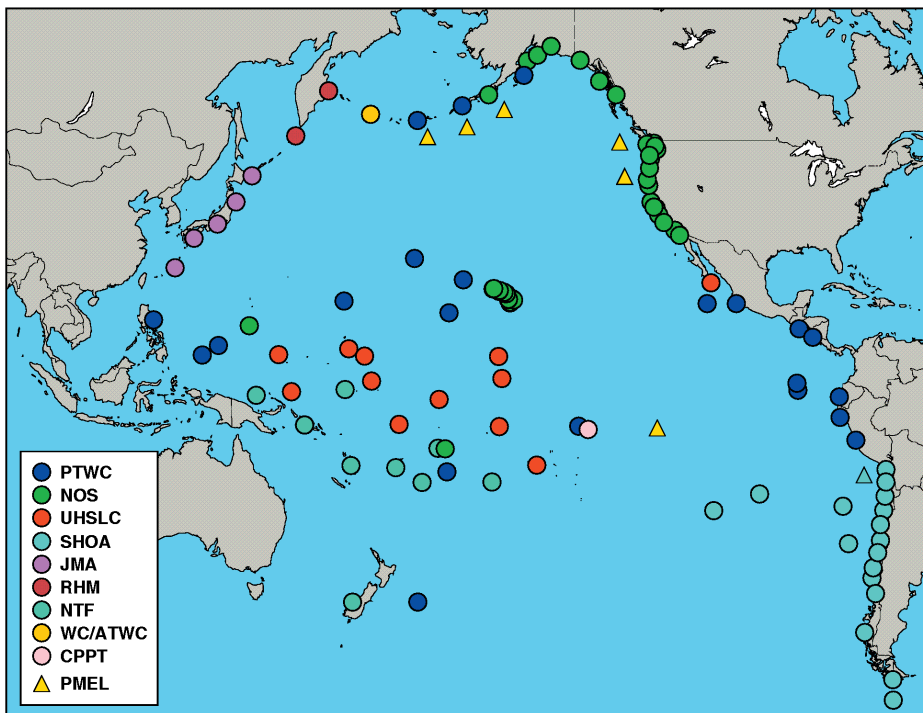 PTWC
NOS
UHSLC
SHOA
JMA
RHM
NTF
WC/ATWC
CPPT
PMEL